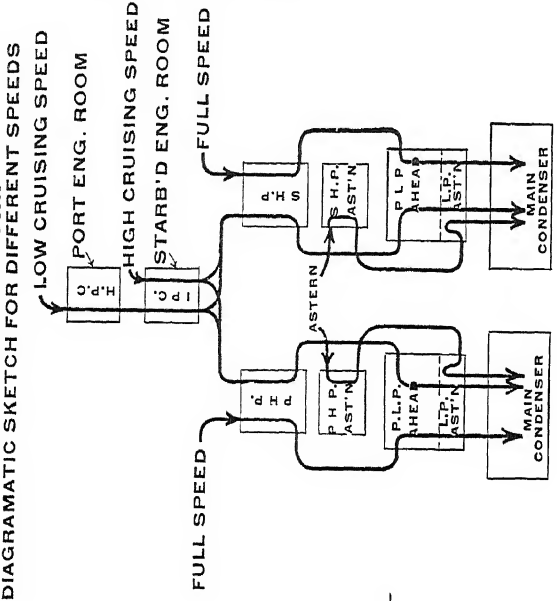 DIAGRAMATIC SKETCH FOR DIFFERENT SPEEDS
LOW CRUISING SPEED
PORT ENG. ROOM
HIGH CRUISING SPEED
STARB'D ENG. ROOM
FULL SPEED
H.P.C
I P C.
S H.P
S H.P.
AST'N
P L P
AHEAD
L.P.
AST'N
MAIN
CONDENSER
ASTERN
FULL SPEED
P H P.
P H P.
AST'N
P.L.P.
AHEAD
L.P.
AST'N
MAIN
CONDENSER